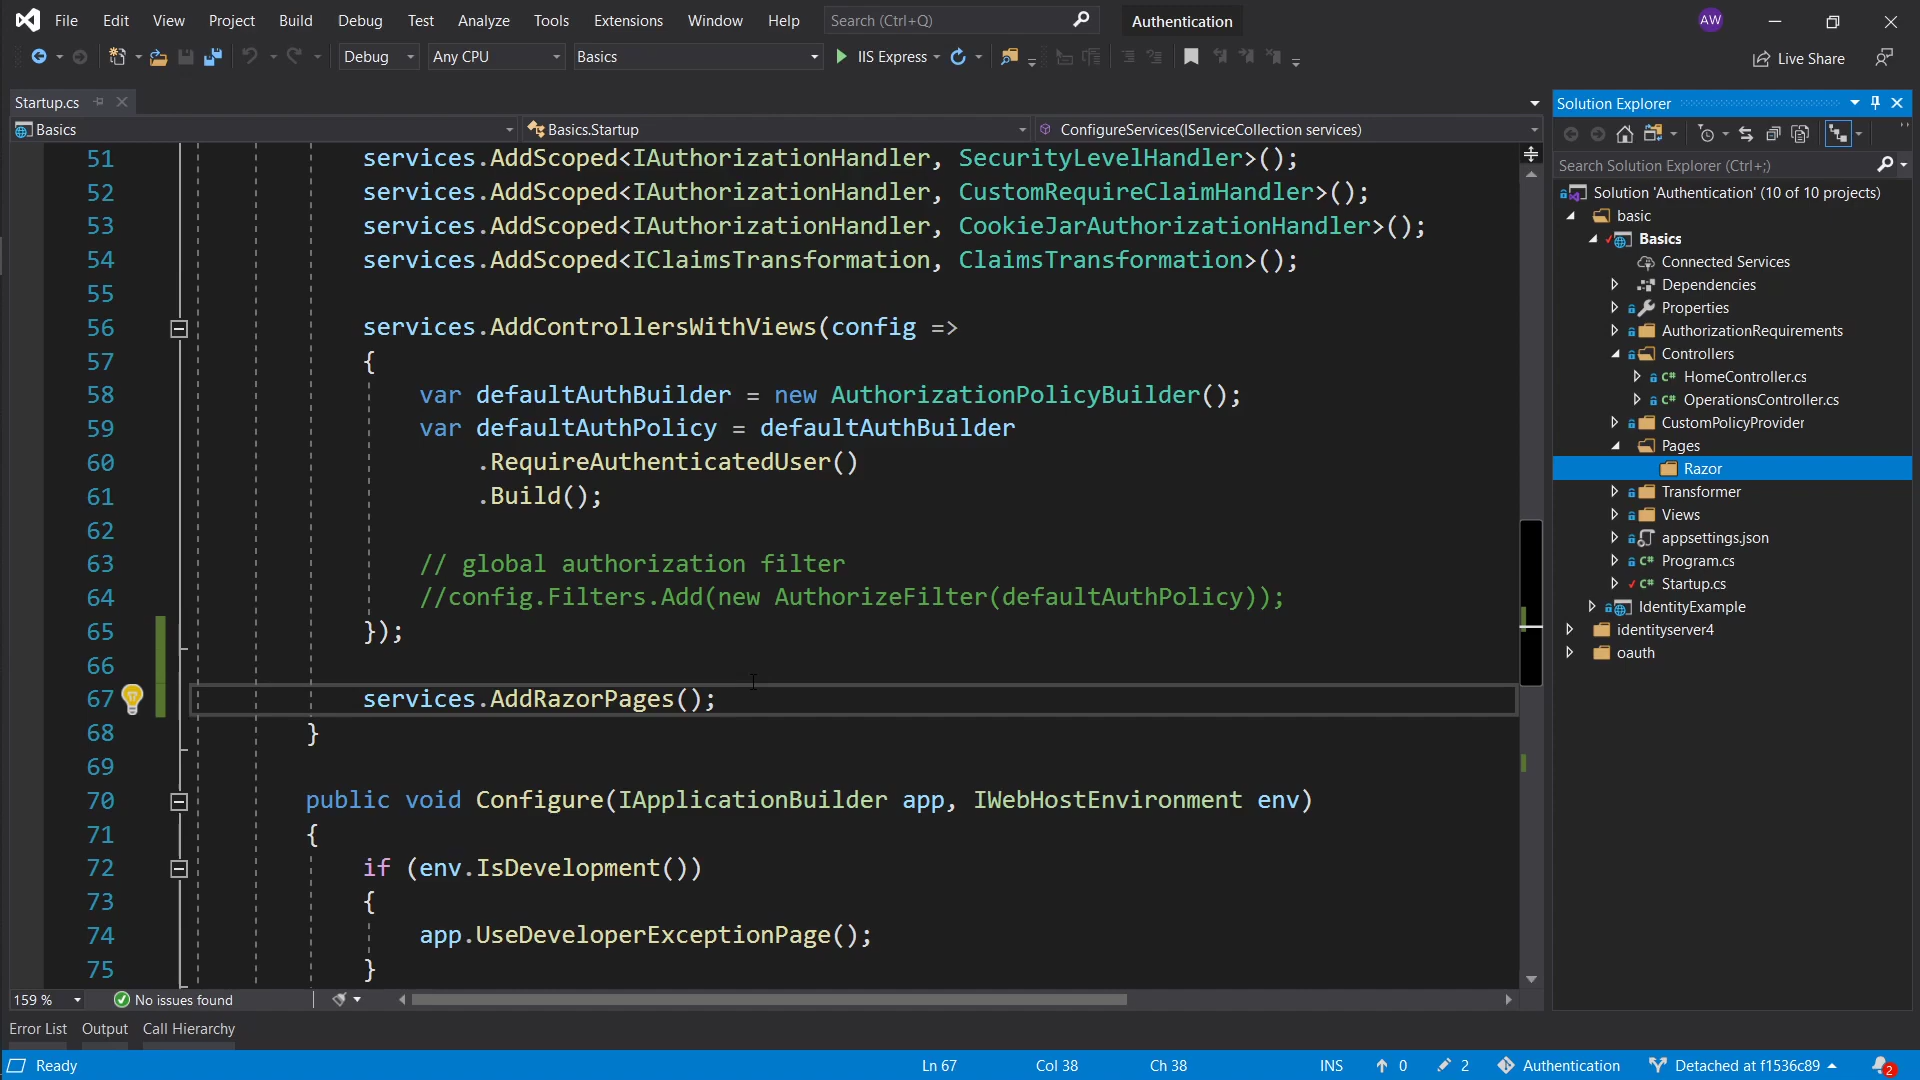 File Edit View Project Build Debug Test Analyze Tools Extensions Window Help Search (Ctrl+Q) Authentication AW
Debug Any CPU Basics IIS Express Live Share
Startup.cs
Basics Basics.Startup ConfigureServices(IServiceCollection services)
51 services.AddScoped<IAuthorizationHandler, SecurityLevelHandler>();
52 services.AddScoped<IAuthorizationHandler, CustomRequireClaimHandler>();
53 services.AddScoped<IAuthorizationHandler, CookieJarAuthorizationHandler>();
54 services.AddScoped<IClaimsTransformation, ClaimsTransformation>();
55
56 services.AddControllersWithViews(config =>
57 {
58 var defaultAuthBuilder = new AuthorizationPolicyBuilder();
59 var defaultAuthPolicy = defaultAuthBuilder
60 .RequireAuthenticatedUser()
61 .Build();
62
63 // global authorization filter
64 //config.Filters.Add(new AuthorizeFilter(defaultAuthPolicy));
65 });
66
67 services.AddRazorPages();
68 }
69
70 public void Configure(IApplicationBuilder app, IWebHostEnvironment env)
71 {
72 if (env.IsDevelopment())
73 {
74 app.UseDeveloperExceptionPage();
75 }
159 % No issues found
Error List Output Call Hierarchy
Solution Explorer
Search Solution Explorer (Ctrl+;)
Solution 'Authentication' (10 of 10 projects)
basic
Basics
Connected Services
Dependencies
Properties
AuthorizationRequirements
Controllers
C# HomeController.cs
C# OperationsController.cs
CustomPolicyProvider
Pages
Razor
Transformer
Views
appsettings.json
C# Program.cs
C# Startup.cs
IdentityExample
identityserver4
oauth
Ready Ln 67 Col 38 Ch 38 INS 0 2 Authentication Detached at f1536c89 2